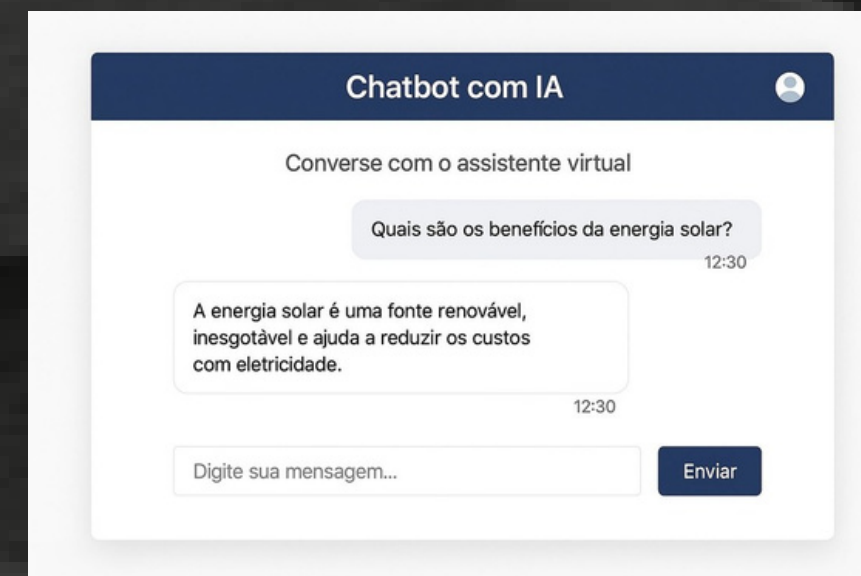 Chatbot com IA
Converse com o assistente virtual
Quais são os benefícios da energia solar?
12:30
A energia solar é uma fonte renovável,
inesgotàvel e ajuda a reduzir os custos
com eletricidade.
12:30
Digite sua mensagem...
Enviar